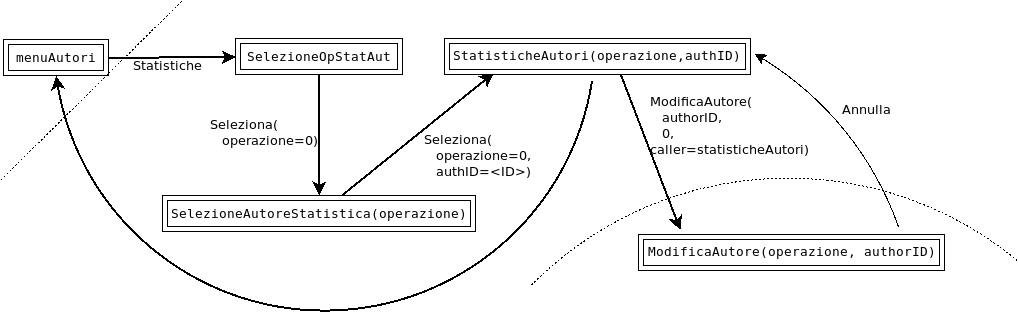 menuAutori
Statistiche
SelezioneOpStatAut
StatisticheAutori(operazione,authID)
Seleziona(
operazione=0)
Seleziona(
operazione=0,
authID=<ID>)
ModificaAutore(
authorID,
0,
caller=statisticheAutori)
Annulla
SelezioneAutoreStatistica(operazione)
ModificaAutore(operazione, authorID)